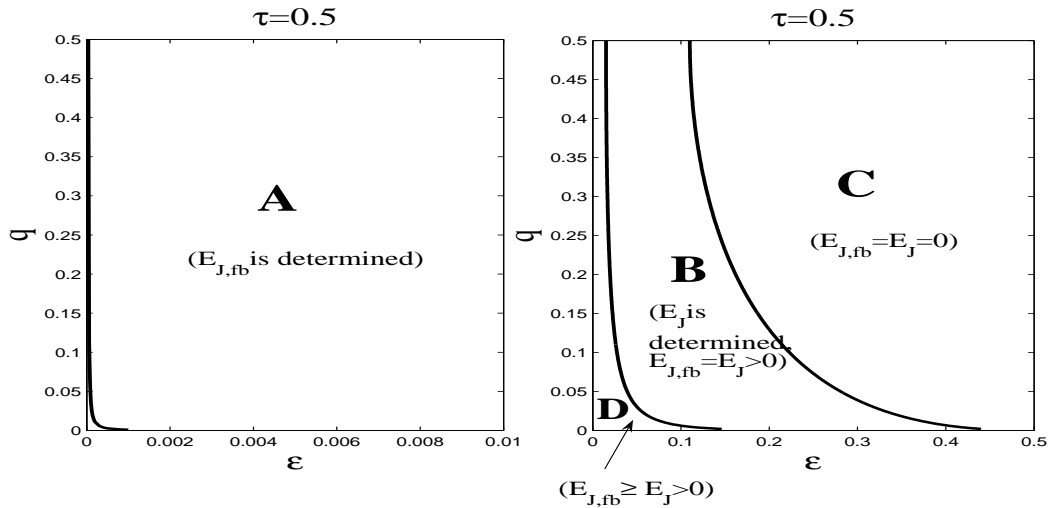 τ=0.5
0.5
0.45
0.4
0.35
0.3
0.25
0.2
0.15
0.1
0.05
0
q
A
(E_J,fb is determined)
0
0.002
0.004
0.006
0.008
0.01
ε
τ=0.5
0.5
0.45
0.4
0.35
0.3
0.25
0.2
0.15
0.1
0.05
0
q
C
(E_J,fb=E_J=0)
B
(E_J is
determined,
E_J,fb=E_J>0)
D
0
0.1
0.2
0.3
0.4
0.5
ε
(E_J,fb≥ E_J>0)